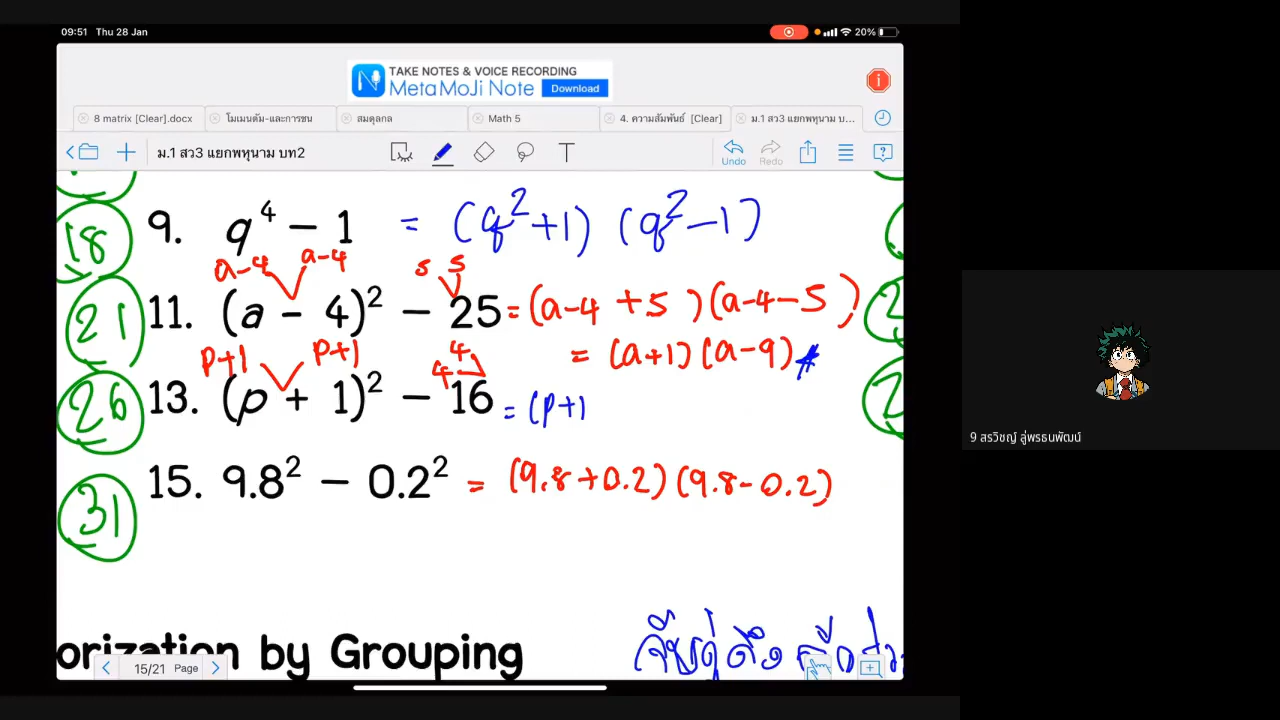 09:51 Thu 28 Jan
20%
TAKE NOTES & VOICE RECORDING
MetaMoJi Note Download
8 matrix [Clear].docx
โมเมนตัม-และการชน
สมดุลกล
Math 5
4. ความสัมพันธ์ [Clear]
ม.1 สว3 แยกพหุนาม บ...
ม.1 สว3 แยกพหุนาม บท2
T
Undo
Redo
18
9. q⁴ − 1 = (q²+1) (q²−1)
a−4 a−4 5 5
21
11. (a − 4)² − 25 = (a−4 +5) (a−4−5)
= (a+1) (a−9)
p+1 p+1 4 4
26
13. (p + 1)² − 16 = (p+1
31
15. 9.8² − 0.2² = (9.8+0.2) (9.8−0.2)
orization by Grouping
15/21 Page
9 สรวิชญ์ ลู่พรธนพัฒน์